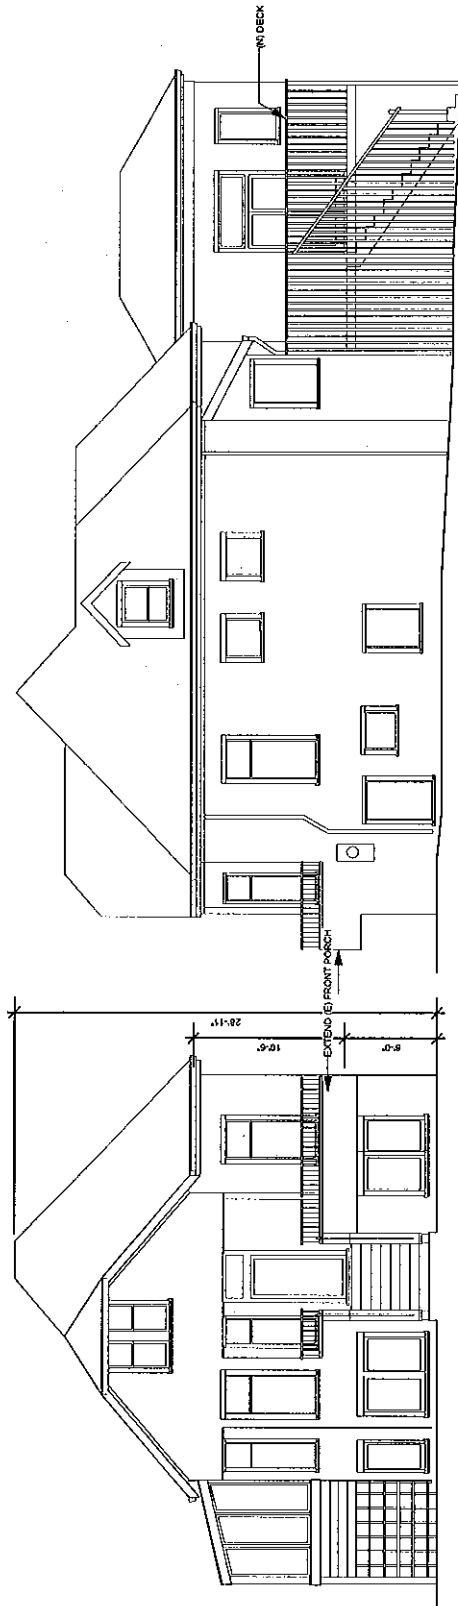 (N) DECK
EXTEND (E) FRONT PORCH
28'-11"
10'-6"
8'-0"